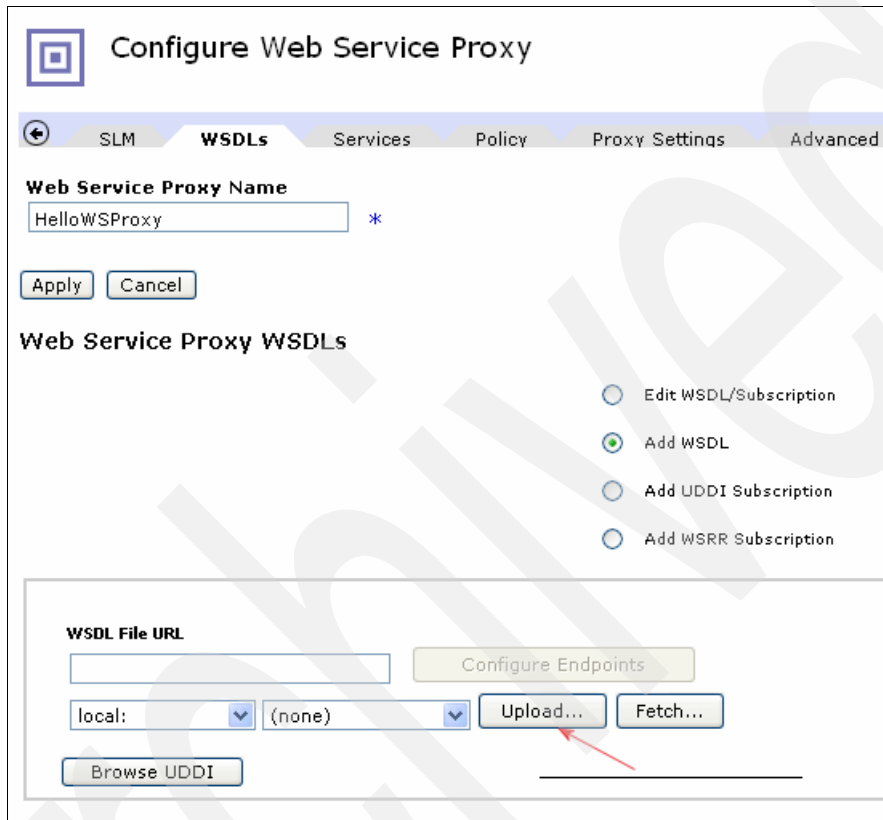 Configure Web Service Proxy
SLM WSDLs Services Policy Proxy Settings Advanced
Web Service Proxy Name
HelloWSProxy *
Apply Cancel
Web Service Proxy WSDLs
Edit WSDL/Subscription
Add WSDL
Add UDDI Subscription
Add WSRR Subscription
WSDL File URL
Configure Endpoints
local: (none) Upload... Fetch...
Browse UDDI